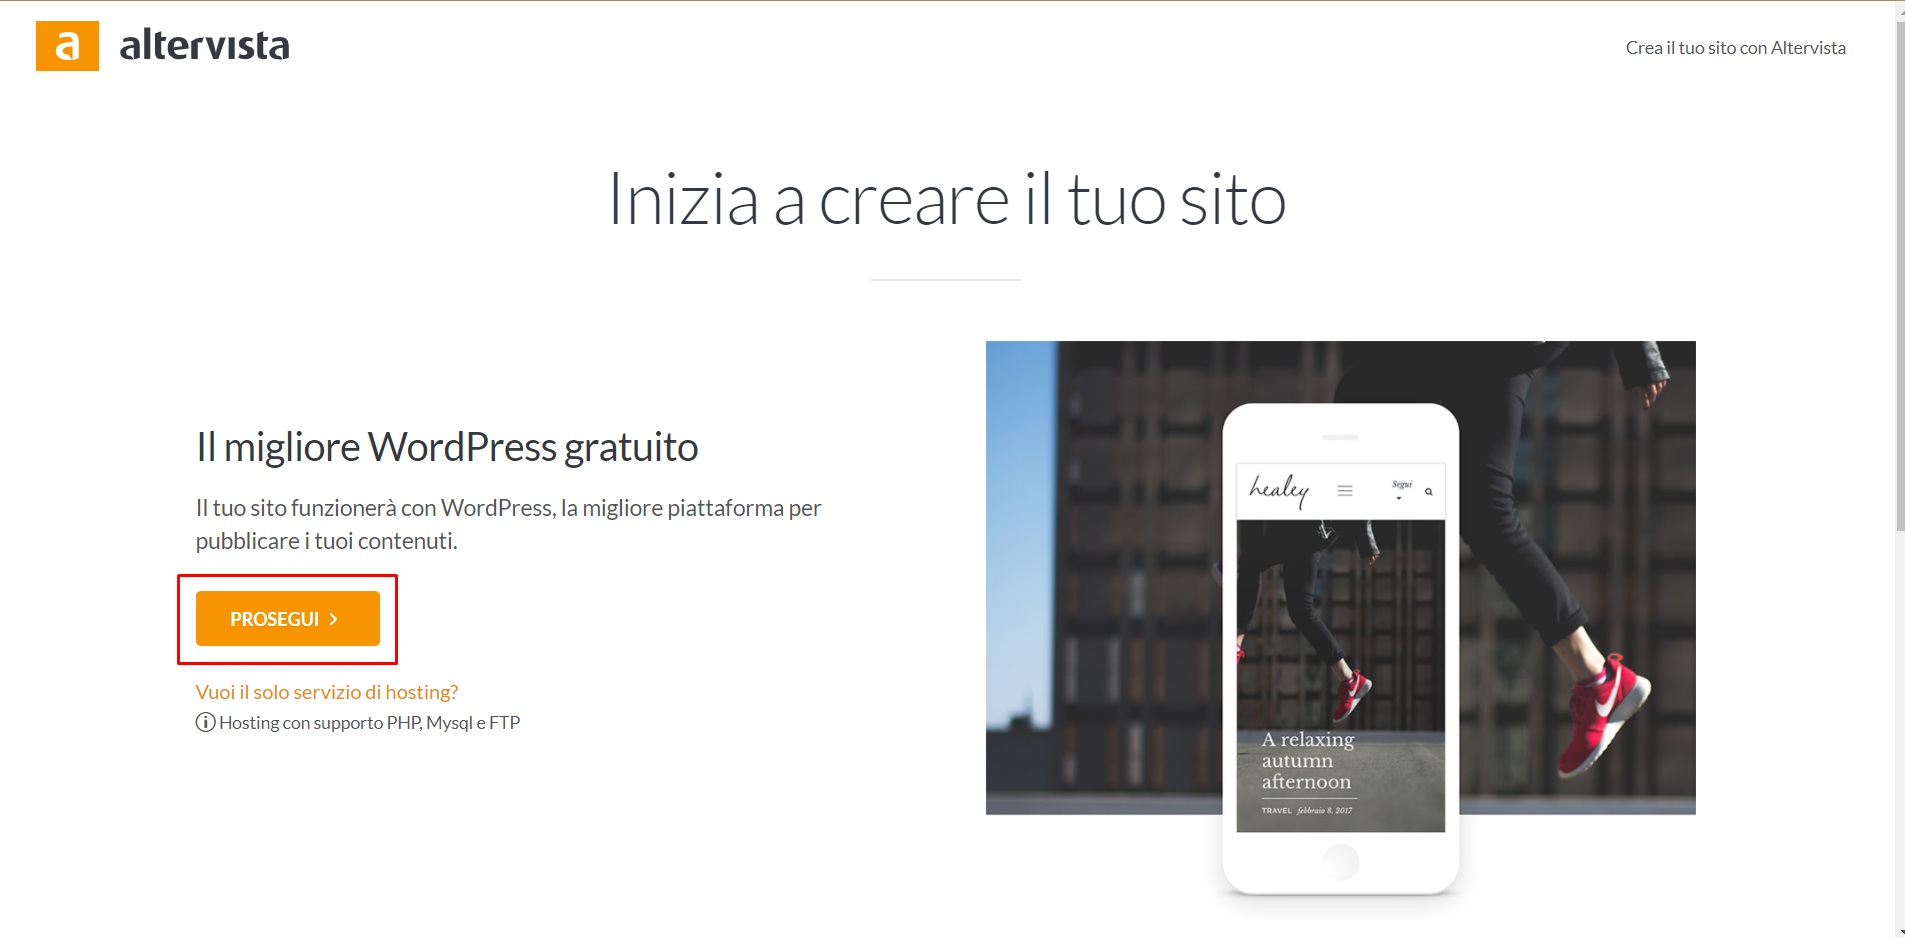 a altervista
Crea il tuo sito con Altervista
Inizia a creare il tuo sito
Il migliore WordPress gratuito
Il tuo sito funzionerà con WordPress, la migliore piattaforma per
pubblicare i tuoi contenuti.
PROSEGUI >
Vuoi il solo servizio di hosting?
i Hosting con supporto PHP, Mysql e FTP
healey
Segui
A relaxing
autumn
afternoon
TRAVEL febbraio 8, 2017